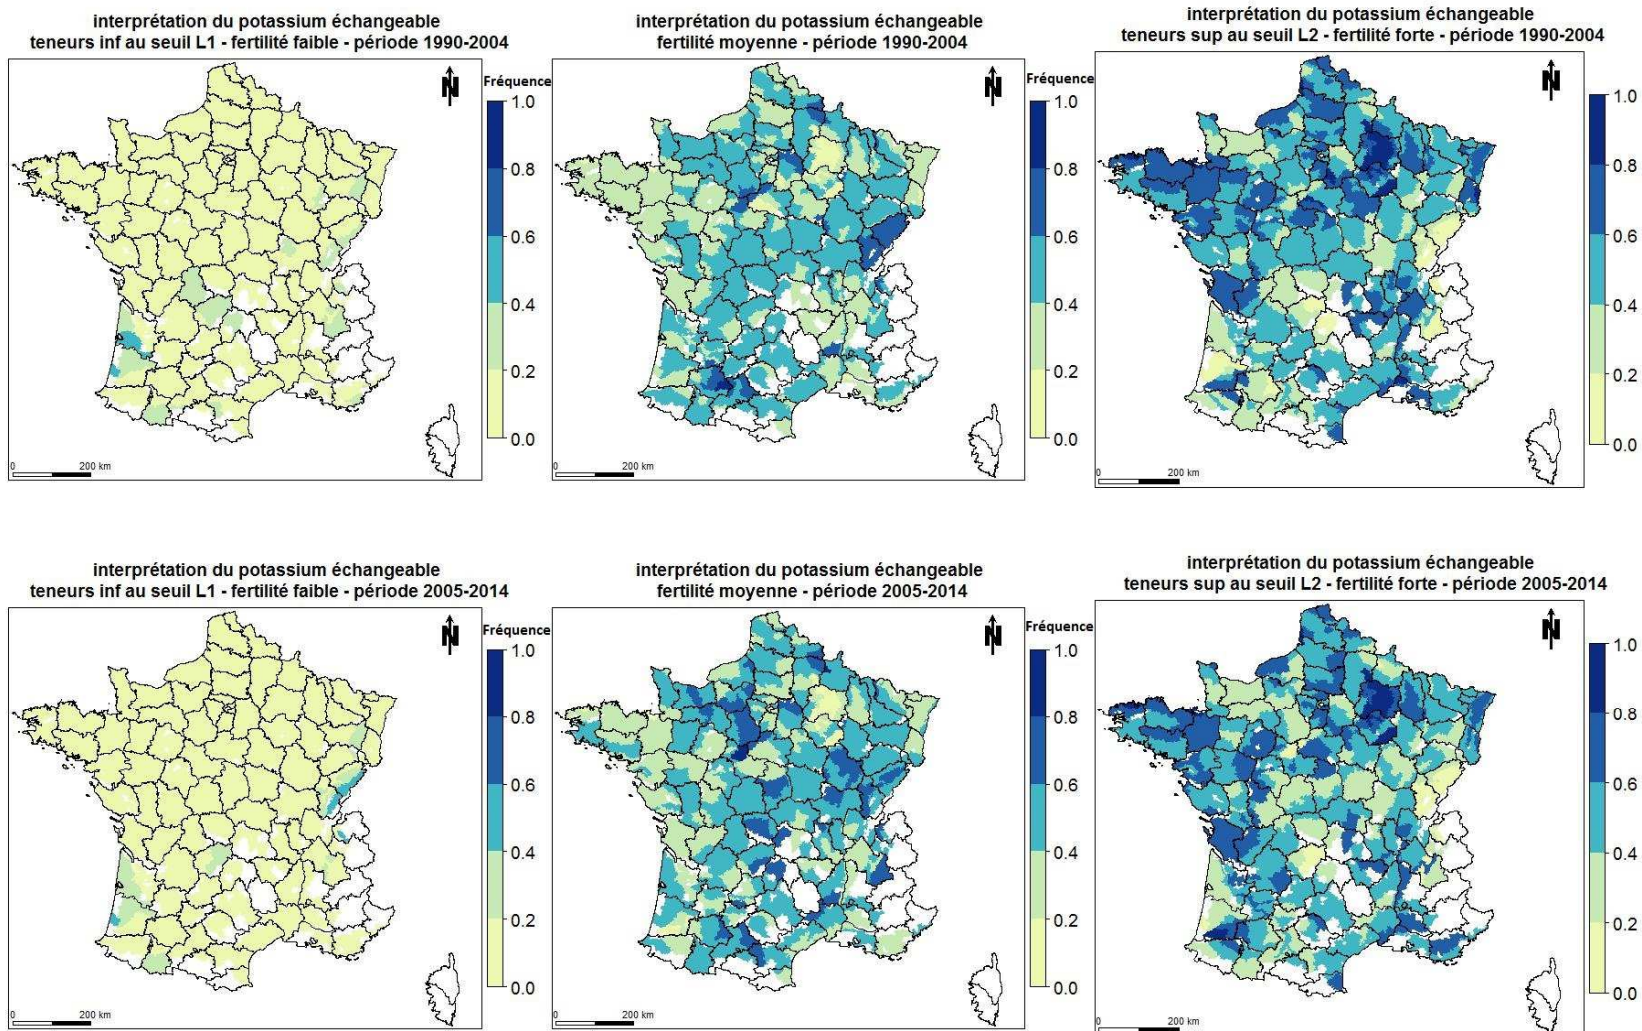 interprétation du potassium échangeable
teneurs inf au seuil L1 - fertilité faible - période 1990-2004
N
Fréquence
1.0
0.8
0.6
0.4
0.2
0.0
0 200 km
interprétation du potassium échangeable
fertilité moyenne - période 1990-2004
N
Fréquence
1.0
0.8
0.6
0.4
0.2
0.0
0 200 km
interprétation du potassium échangeable
teneurs sup au seuil L2 - fertilité forte - période 1990-2004
N
1.0
0.8
0.6
0.4
0.2
0.0
0 200 km
interprétation du potassium échangeable
teneurs inf au seuil L1 - fertilité faible - période 2005-2014
N
Fréquence
1.0
0.8
0.6
0.4
0.2
0.0
0 200 km
interprétation du potassium échangeable
fertilité moyenne - période 2005-2014
N
Fréquence
1.0
0.8
0.6
0.4
0.2
0.0
0 200 km
interprétation du potassium échangeable
teneurs sup au seuil L2 - fertilité forte - période 2005-2014
N
1.0
0.8
0.6
0.4
0.2
0.0
0 200 km